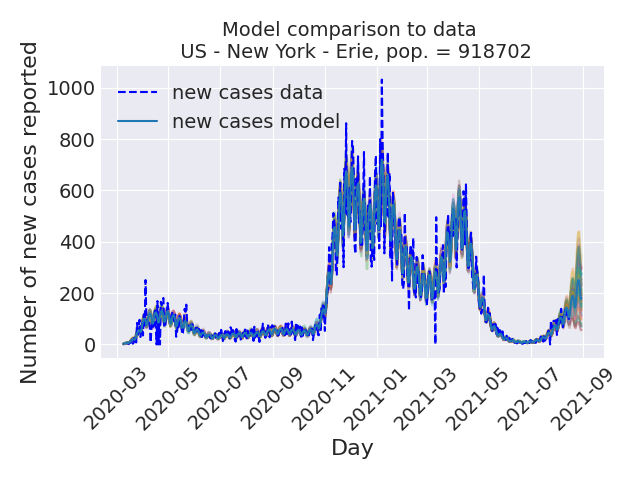 Model comparison to data
US - New York - Erie, pop. = 918702
Number of new cases reported
1000
800
600
400
200
0
new cases data
new cases model
2020-03
2020-05
2020-07
2020-09
2020-11
2021-01
2021-03
2021-05
2021-07
2021-09
Day